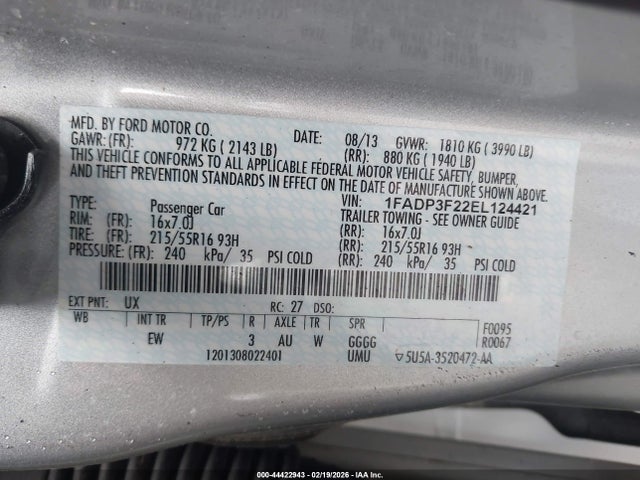 MFD. BY FORD MOTOR CO. DATE: 08/13 GVWR: 1810 KG ( 3990 LB)
GAWR: (FR): 972 KG ( 2143 LB) (RR): 880 KG ( 1940 LB)
THIS VEHICLE CONFORMS TO ALL APPLICABLE FEDERAL MOTOR VEHICLE SAFETY, BUMPER,
AND THEFT PREVENTION STANDARDS IN EFFECT ON THE DATE OF MANUFACTURE SHOWN ABOVE.
VIN: 1FADP3F22EL124421
TYPE: Passenger Car TRAILER TOWING - SEE OWNER GUIDE
RIM: (FR): 16x7.0J (RR): 16x7.0J
TIRE: (FR): 215/55R16 93H (RR): 215/55R16 93H
PRESSURE: (FR): 240 kPa/ 35 PSI COLD (RR): 240 kPa/ 35 PSI COLD
EXT PNT: UX RC: 27 DSO:
WB INT TR TP/PS R AXLE TR SPR F0095
EW 3 AU W GGGG R0067
1201308022401 UMU ▽5U5A-3520472-AA
000-44422943 - 02/19/2026 - IAAI.CA